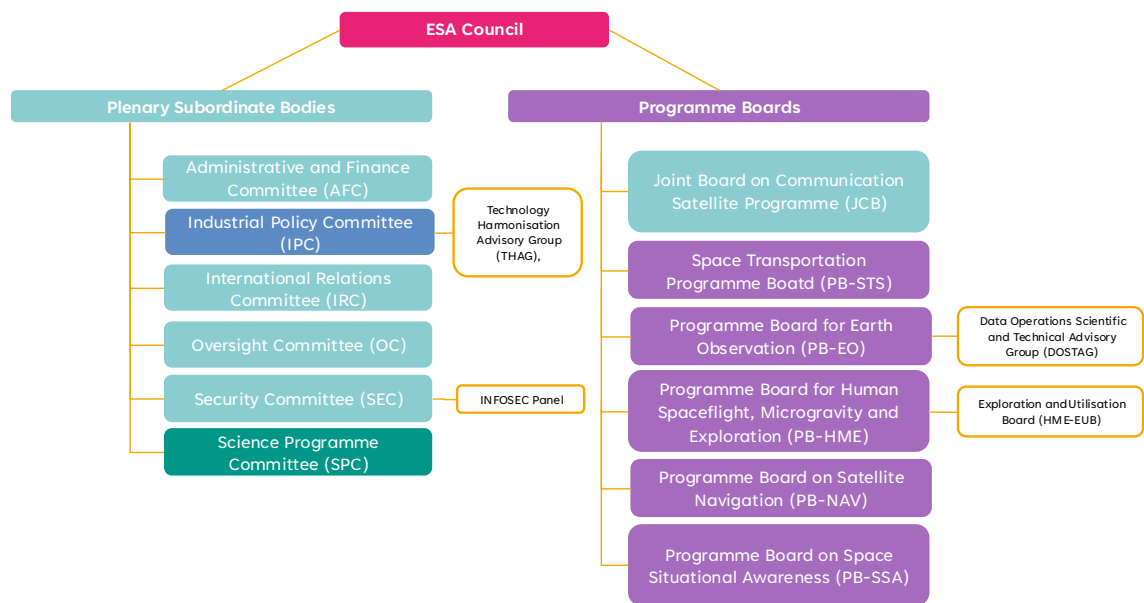 ESA Council
Plenary Subordinate Bodies
Administrative and Finance
Committee (AFC)
Industrial Policy Committee
(IPC)
Technology
Harmonisation
Advisory Group
(THAG),
International Relations
Committee (IRC)
Oversight Committee (OC)
Security Committee (SEC)
INFOSEC Panel
Science Programme
Committee (SPC)
Programme Boards
Joint Board on Communication
Satellite Programme (JCB)
Space Transportation
Programme Boatd (PB-STS)
Programme Board for Earth
Observation (PB-EO)
Data Operations Scientific
and Technical Advisory
Group (DOSTAG)
Programme Board for Human
Spaceflight, Microgravity and
Exploration (PB-HME)
Exploration and Utilisation
Board (HME-EUB)
Programme Board on Satellite
Navigation (PB-NAV)
Programme Board on Space
Situational Awareness (PB-SSA)